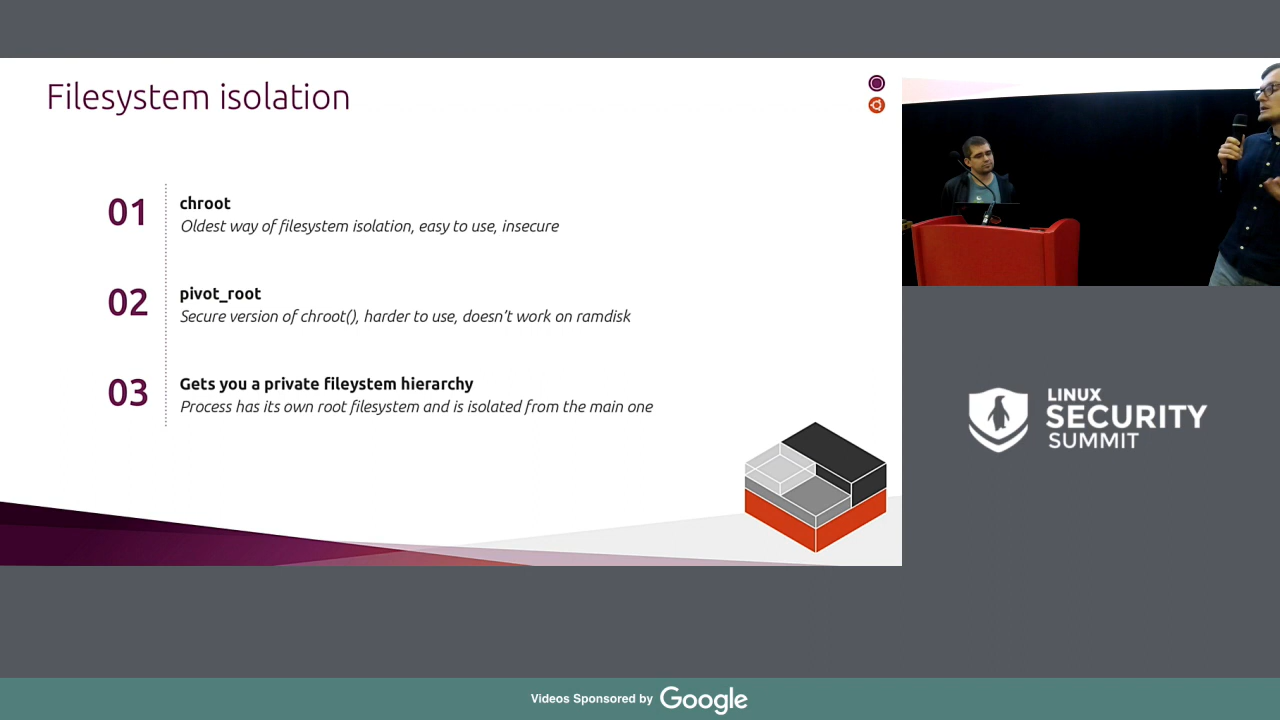 Filesystem isolation
01
chroot
Oldest way of filesystem isolation, easy to use, insecure
02
pivot_root
Secure version of chroot(), harder to use, doesn't work on ramdisk
03
Gets you a private fileystem hierarchy
Process has its own root filesystem and is isolated from the main one
LINUX
SECURITY
SUMMIT
Videos Sponsored by Google